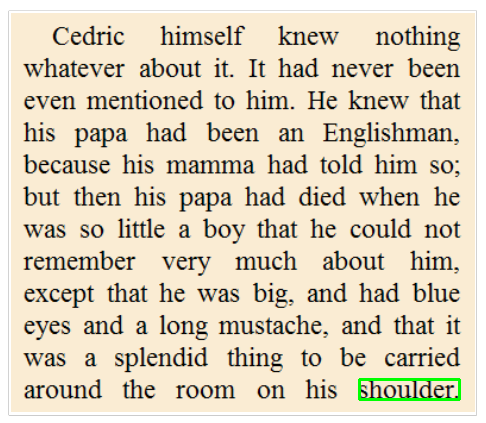 Cedric himself knew nothing
whatever about it. It had never been
even mentioned to him. He knew that
his papa had been an Englishman,
because his mamma had told him so;
but then his papa had died when he
was so little a boy that he could not
remember very much about him,
except that he was big, and had blue
eyes and a long mustache, and that it
was a splendid thing to be carried
around the room on his shoulder.